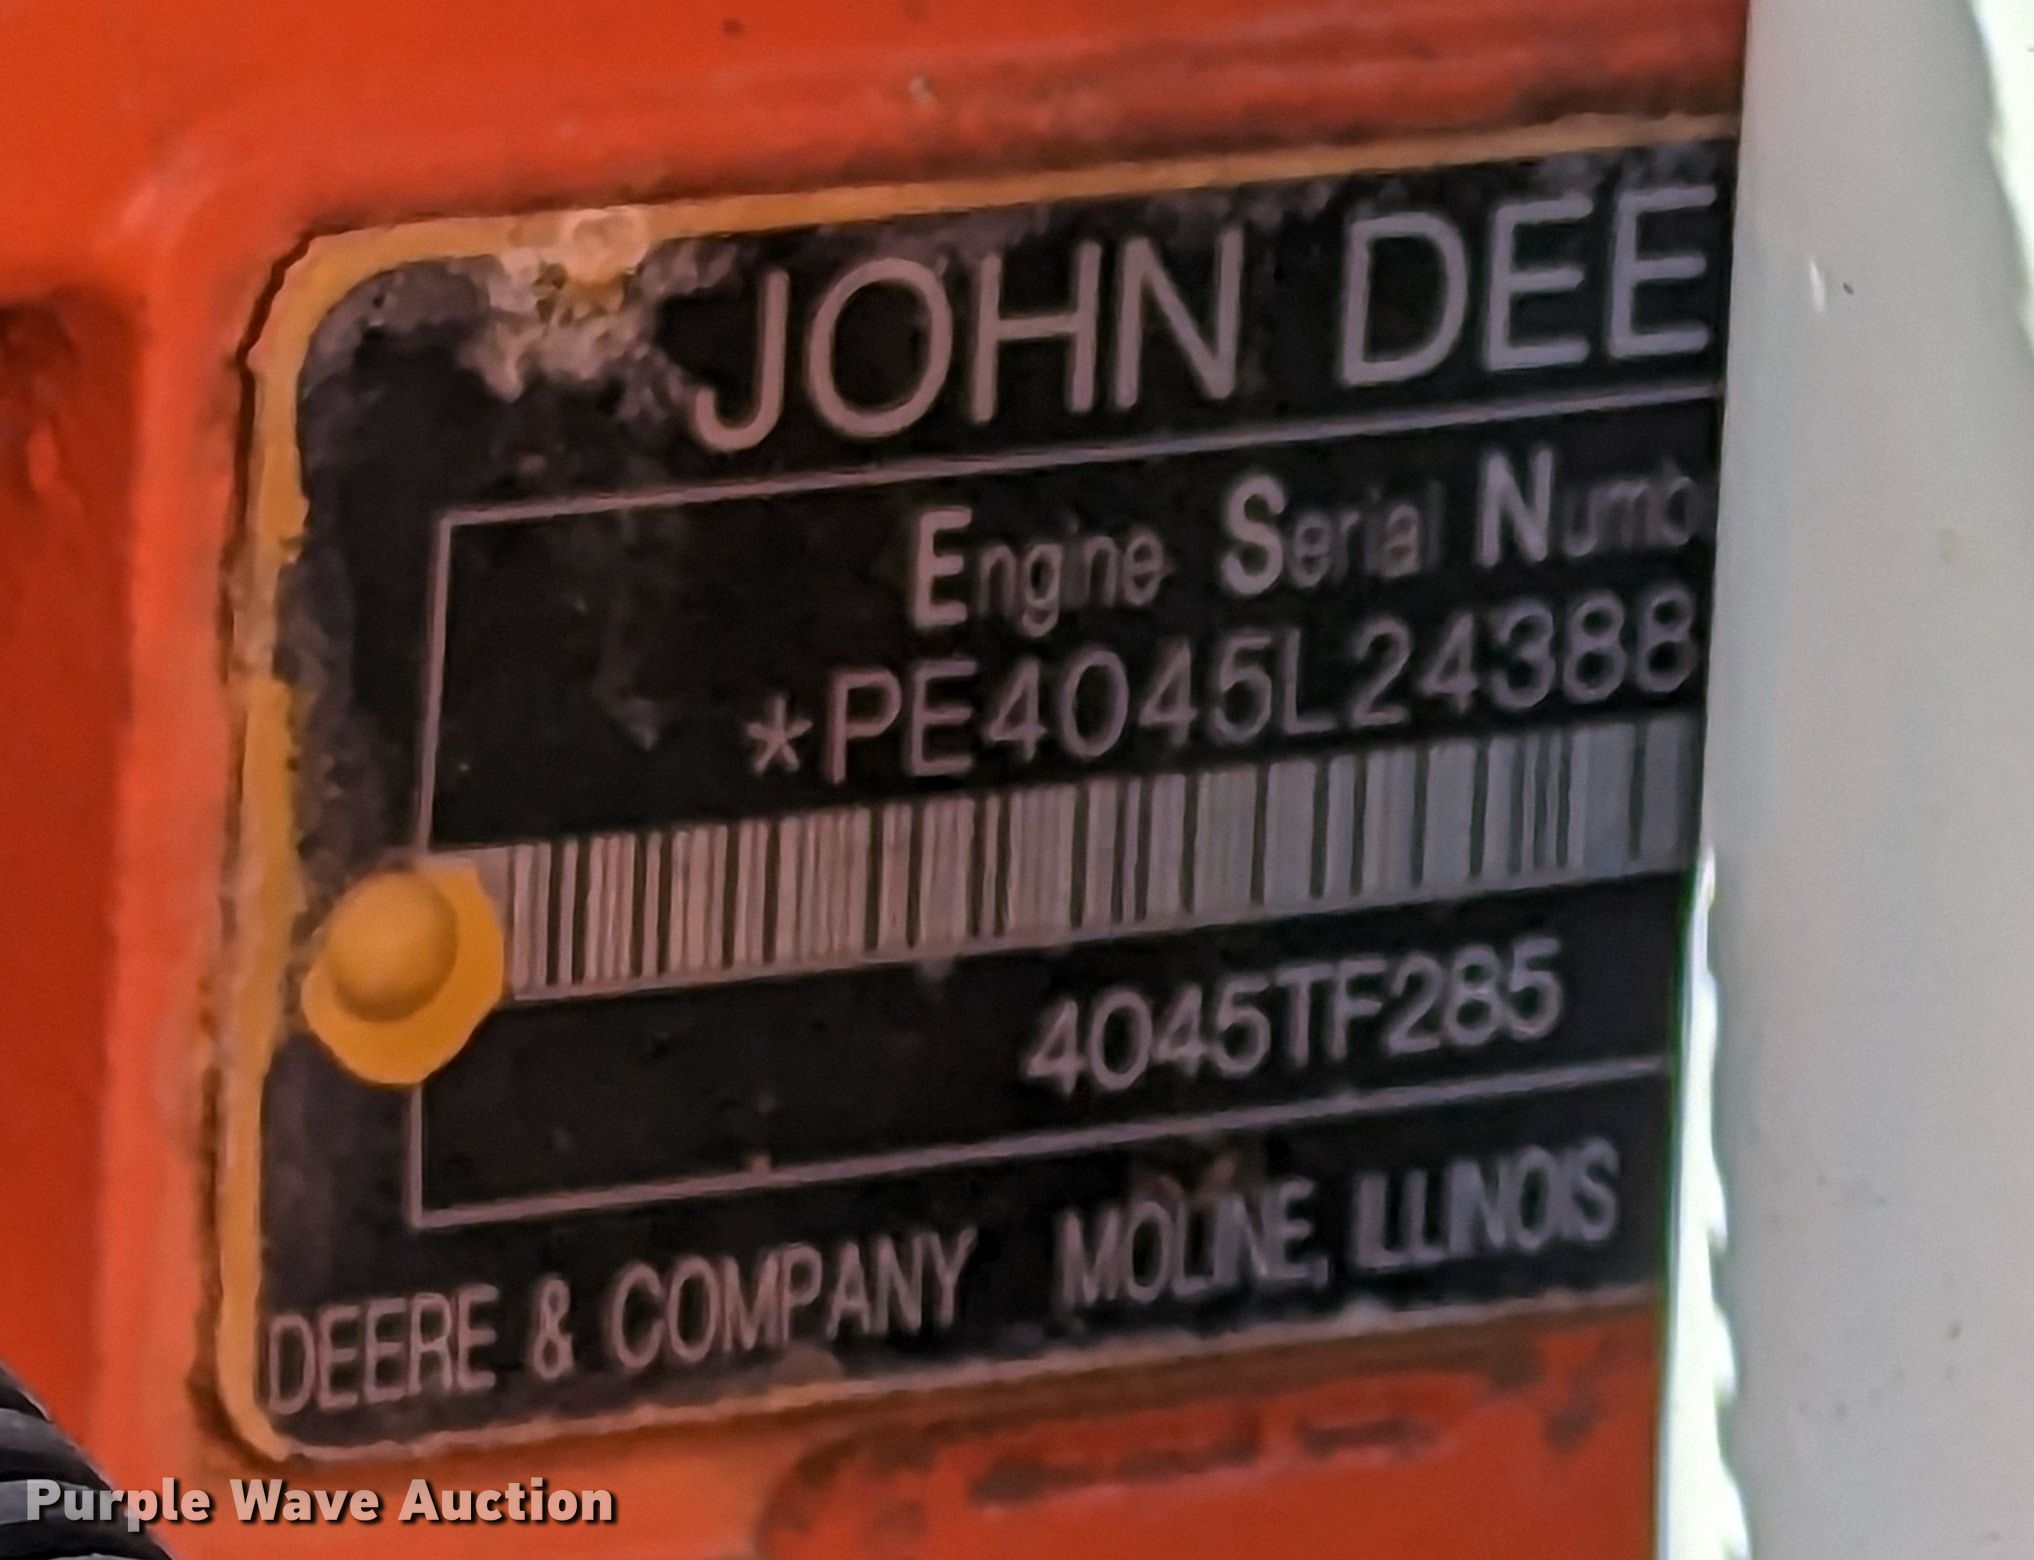 JOHN DEE
Engine Serial Numb
*PE4045L24388
4045TF285
DEERE & COMPANY MOLINE, ILLINOIS
Purple Wave Auction